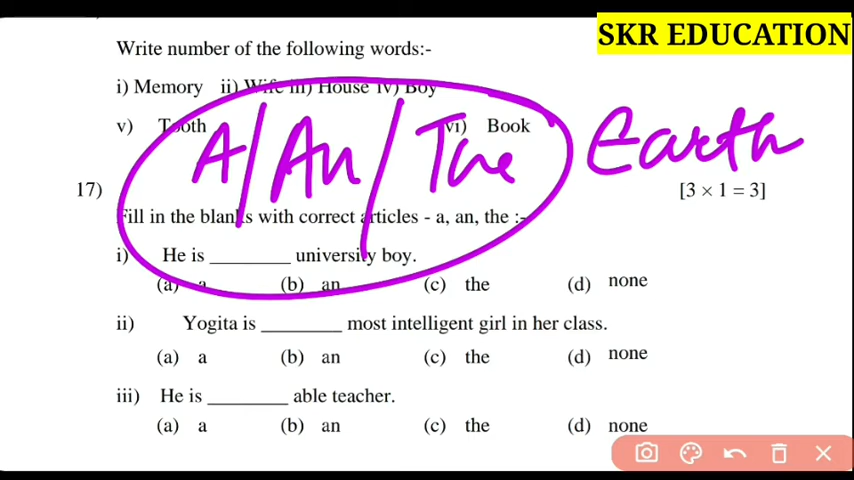 SKR EDUCATION
Write number of the following words:-
i) Memory ii) Wife iii) House iv) Boy
v) Tooth vi) Book
A/An/The Earth
17) [3 × 1 = 3]
Fill in the blanks with correct articles - a, an, the :-
i) He is ________ university boy.
(a) a (b) an (c) the (d) none
ii) Yogita is ________ most intelligent girl in her class.
(a) a (b) an (c) the (d) none
iii) He is ________ able teacher.
(a) a (b) an (c) the (d) none